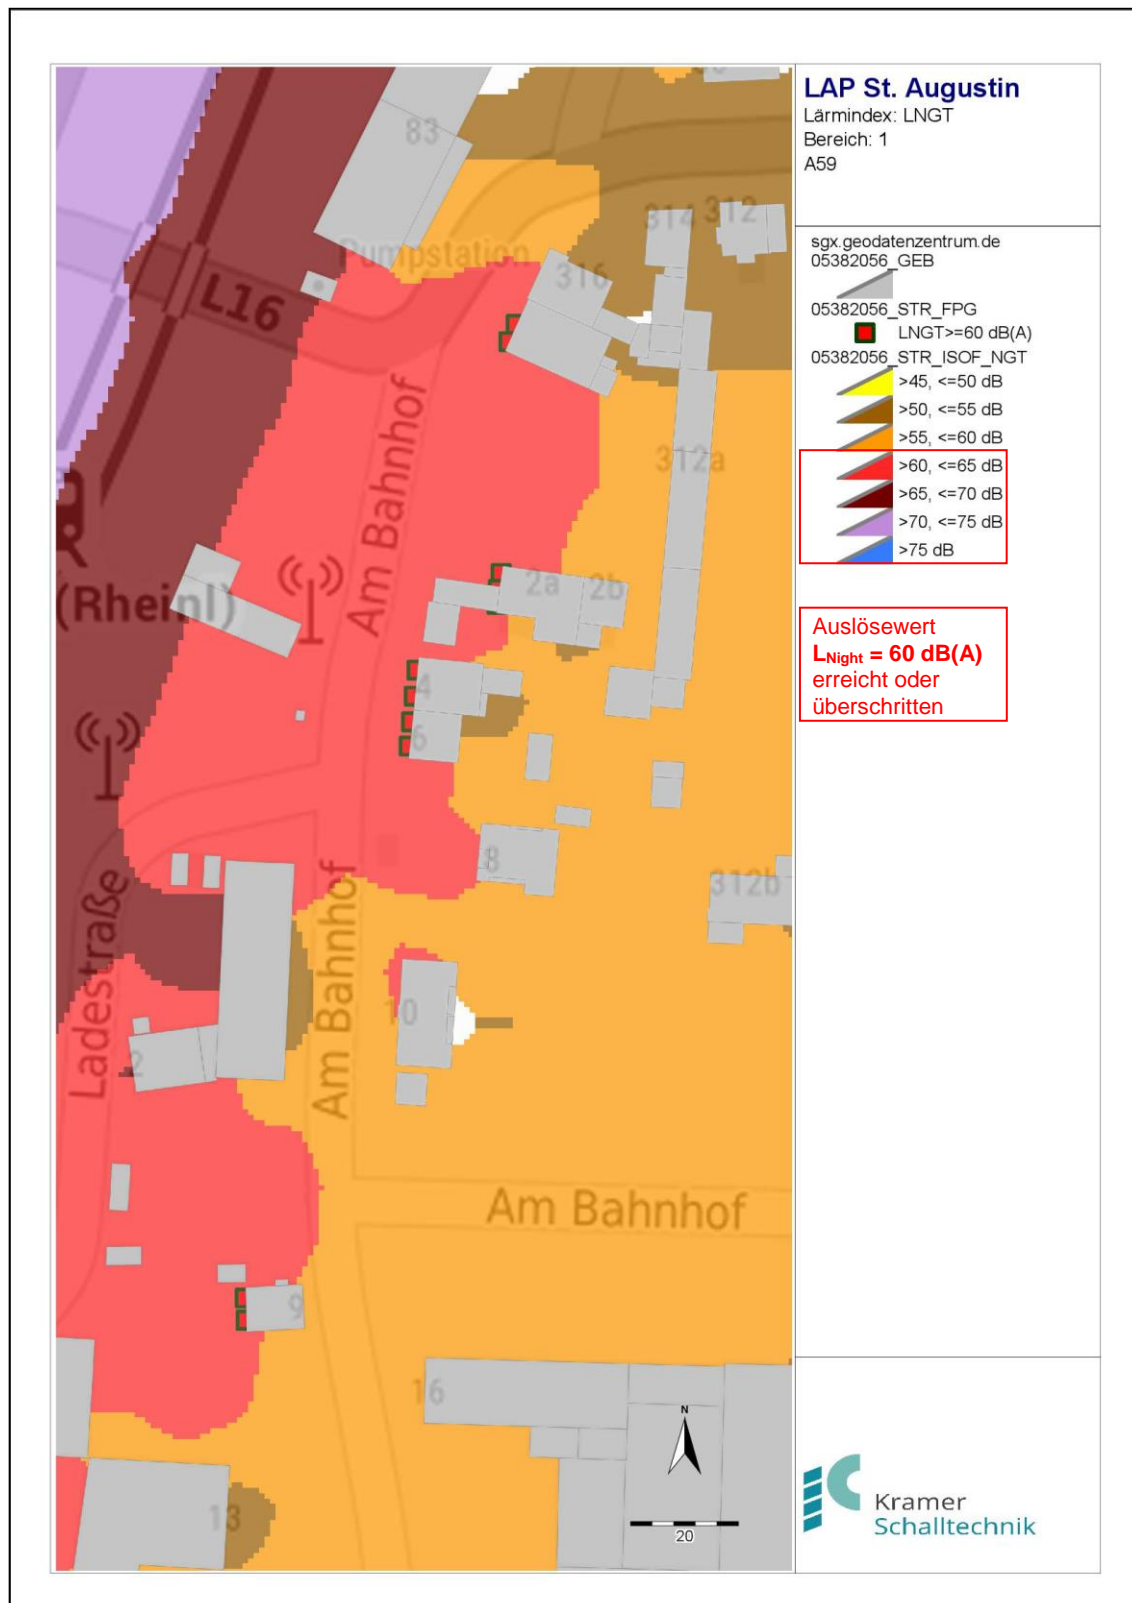 LAP St. Augustin
Lärmindex: LNGT
Bereich: 1
A59
sgx.geodatenzentrum.de
05382056_GEB
05382056_STR_FPG
LNGT>=60 dB(A)
05382056_STR_ISOF_NGT
>45, <=50 dB
>50, <=55 dB
>55, <=60 dB
>60, <=65 dB
>65, <=70 dB
>70, <=75 dB
>75 dB
Auslösewert
LNight = 60 dB(A)
erreicht oder
überschritten
83
314
312
Pumpstation
316
L16
Am Bahnhof
312a
(Rheinl)
2a
2b
4
6
8
312b
Ladestraße
Am Bahnhof
10
2
Am Bahnhof
Am Bahnhof
9
16
13
N
20
Kramer
Schalltechnik